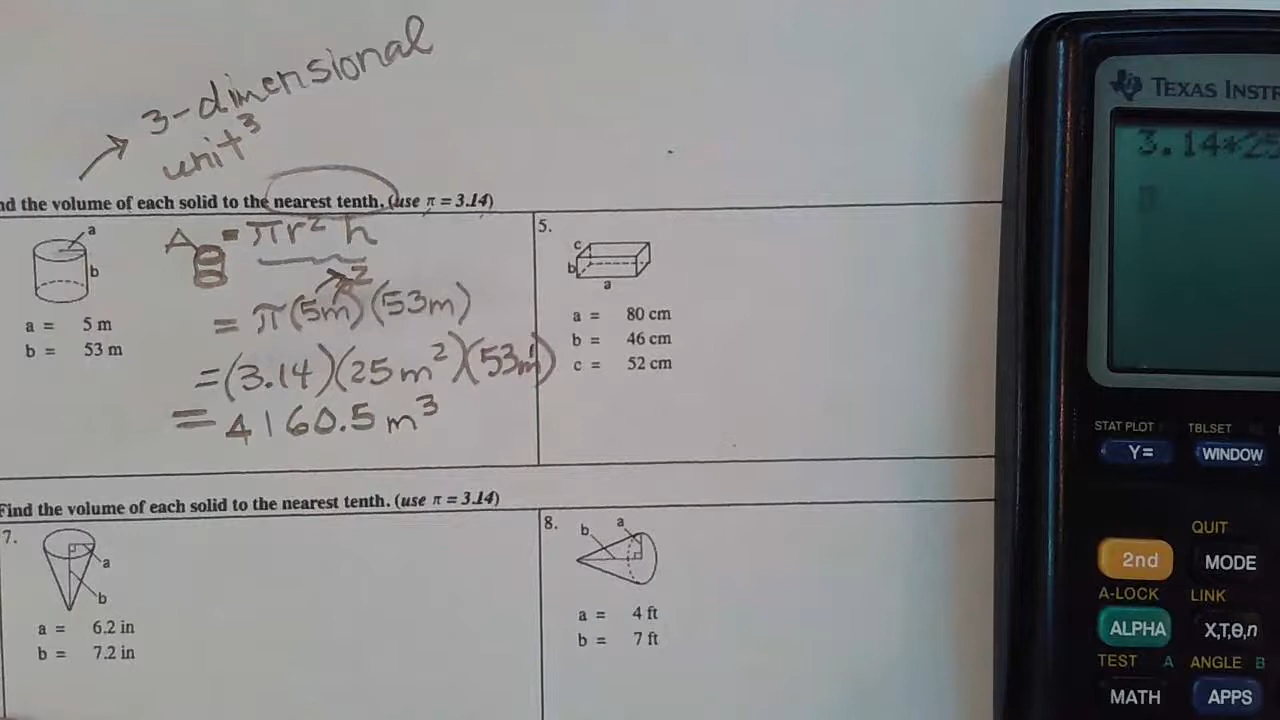 3-dimensional
unit³
nd the volume of each solid to the nearest tenth. (use π = 3.14)
a
b
a = 5 m
b = 53 m
A = πr² h
= π(5m)²(53m)
=(3.14)(25m²)(53m¹)
= 4160.5 m³
5.
c
b
a
a = 80 cm
b = 46 cm
c = 52 cm
Find the volume of each solid to the nearest tenth. (use π = 3.14)
7.
a
b
a = 6.2 in
b = 7.2 in
8.
b
a
a = 4 ft
b = 7 ft
TEXAS INSTR
3.14*25
STAT PLOT
TBLSET
Y=
WINDOW
QUIT
2nd
MODE
A-LOCK
LINK
ALPHA
X,T,θ,n
TEST A
ANGLE B
MATH
APPS